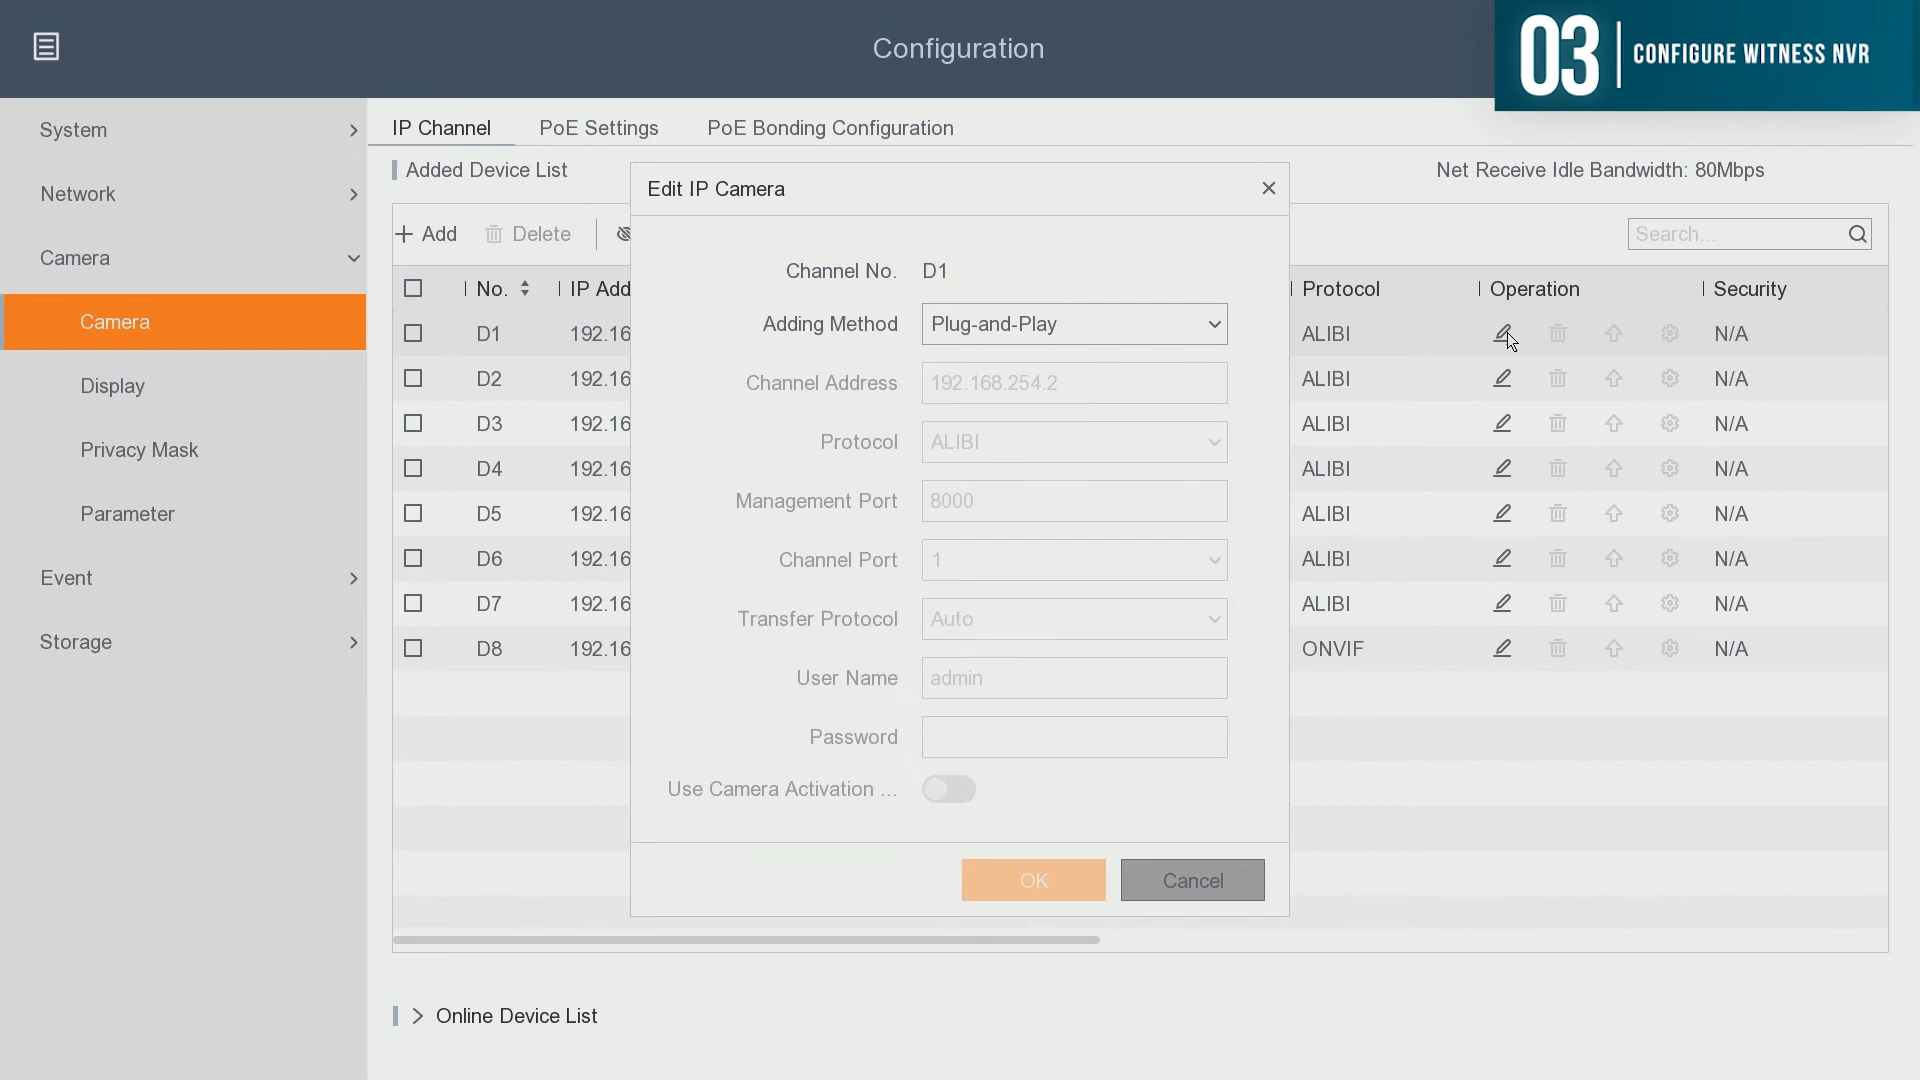 Configuration
03 CONFIGURE WITNESS NVR
System
Network
Camera
Camera
Display
Privacy Mask
Parameter
Event
Storage
IP Channel PoE Settings PoE Bonding Configuration
Added Device List Net Receive Idle Bandwidth: 80Mbps
Add Delete Search...
No. IP Add Protocol Operation Security
D1 192.16 ALIBI N/A
D2 192.16 ALIBI N/A
D3 192.16 ALIBI N/A
D4 192.16 ALIBI N/A
D5 192.16 ALIBI N/A
D6 192.16 ALIBI N/A
D7 192.16 ALIBI N/A
D8 192.16 ONVIF N/A
Edit IP Camera
Channel No. D1
Adding Method Plug-and-Play
Channel Address 192.168.254.2
Protocol ALIBI
Management Port 8000
Channel Port 1
Transfer Protocol Auto
User Name admin
Password
Use Camera Activation ...
OK Cancel
Online Device List